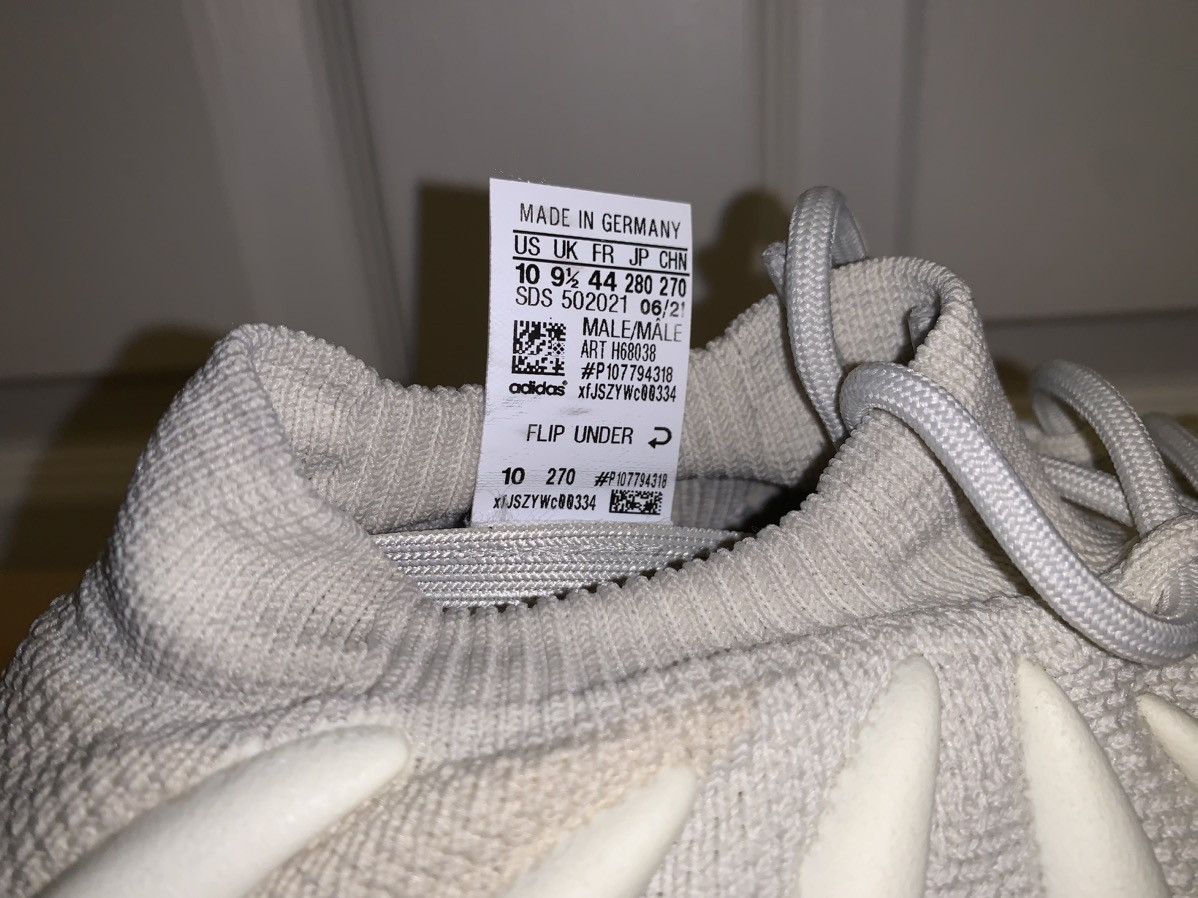 MADE IN GERMANY
US UK FR JP CHN
10 9½ 44 280 270
SDS 502021 06/21
MALE/MÂLE
ART H68038
#P107794318
adidas® xfJSZYWc00334
FLIP UNDER
10 270 #P107794318
xfJSZYWc00334